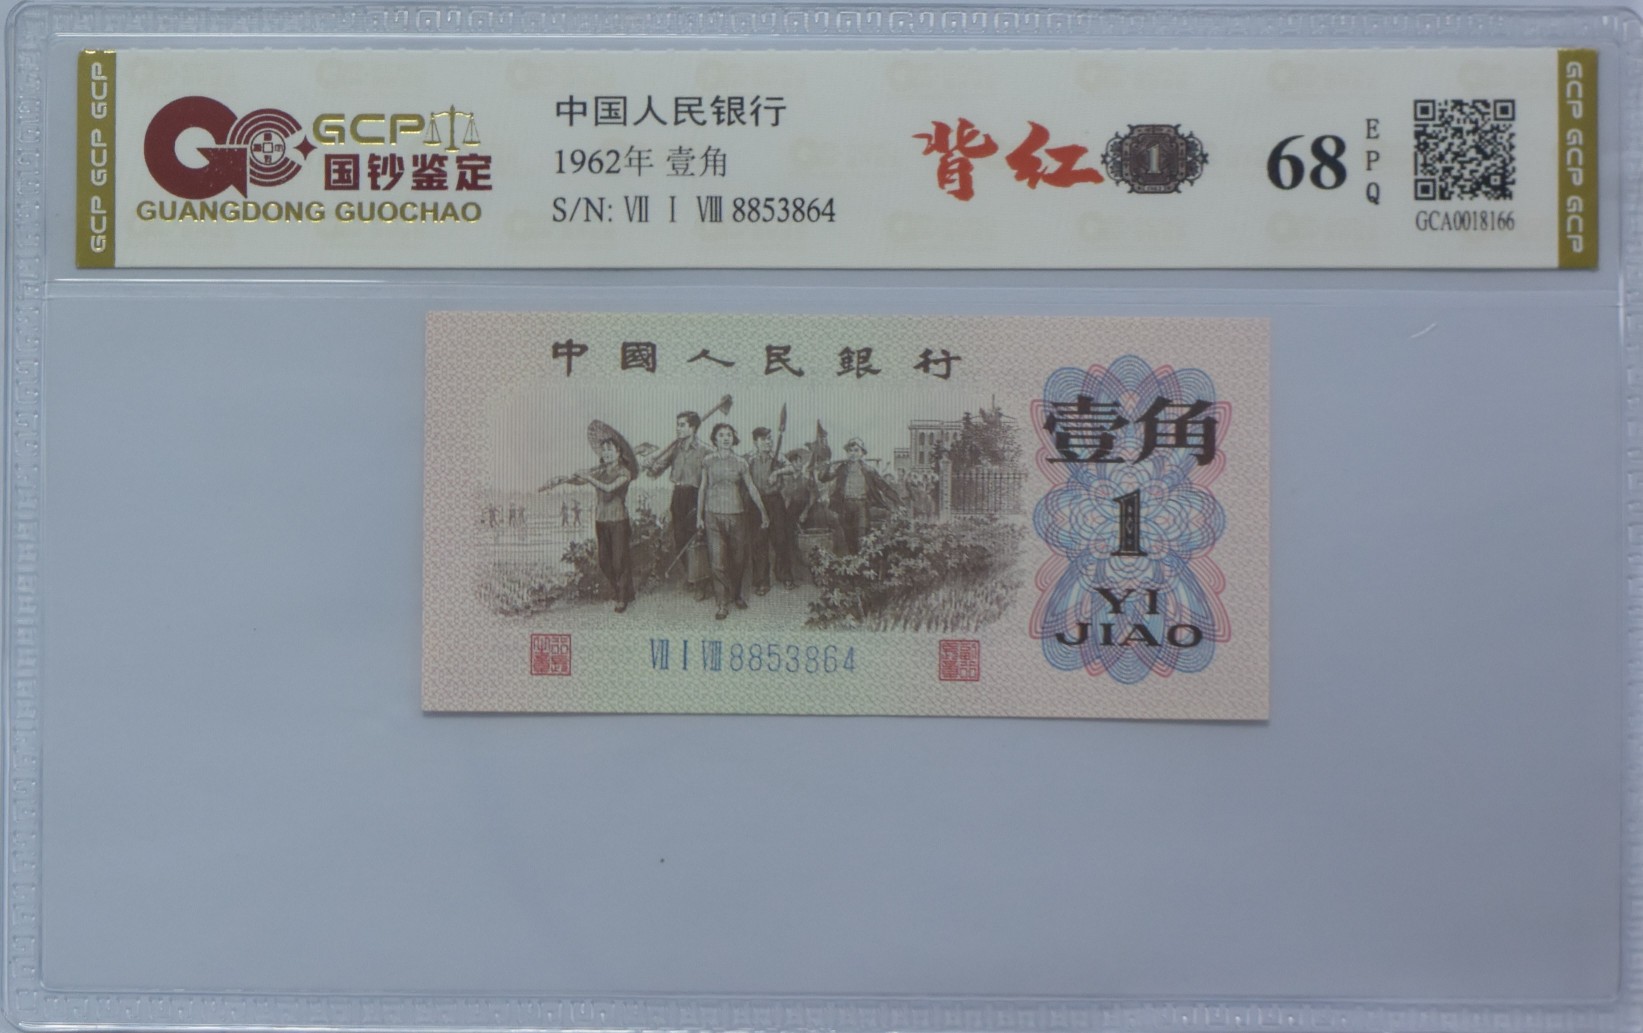 GCP GCP GCP
GCP
国钞鉴定
GUANGDONG GUOCHAO
中国人民银行
1962年 壹角
S/N: Ⅶ Ⅰ Ⅷ 8853864
背红
1
68
EPQ
GCA0018166
GCP GCP GCP
中國人民銀行
壹角
1
YI
JIAO
Ⅶ Ⅰ Ⅷ 8853864